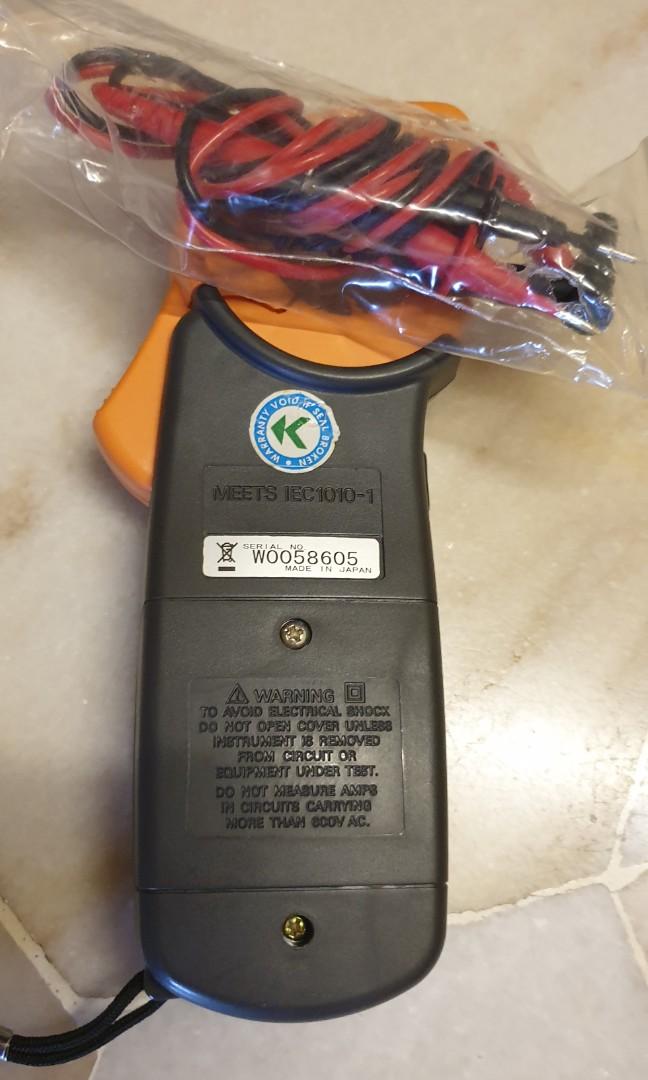 WARRANTY VOID IF SEAL BROKEN
K
MEETS IEC1010-1
SERIAL NO.
W0058605
MADE IN JAPAN
WARNING
TO AVOID ELECTRICAL SHOCK
DO NOT OPEN COVER UNLESS
INSTRUMENT IS REMOVED
FROM CIRCUIT OR
EQUIPMENT UNDER TEST.
DO NOT MEASURE AMPS
IN CIRCUITS CARRYING
MORE THAN 600V AC.